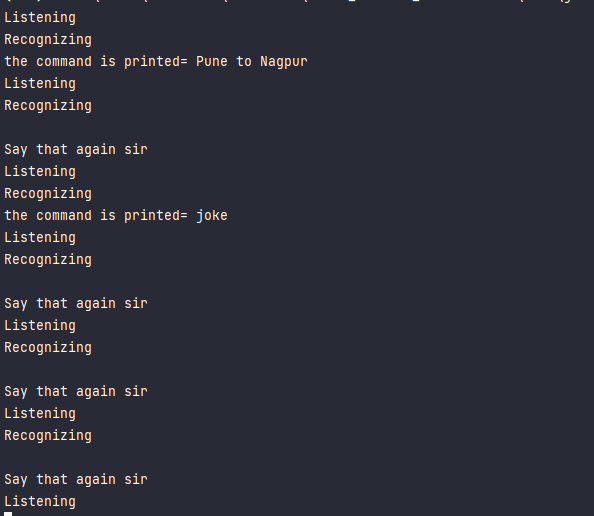 Listening
Recognizing
the command is printed= Pune to Nagpur
Listening
Recognizing
Say that again sir
Listening
Recognizing
the command is printed= joke
Listening
Recognizing
Say that again sir
Listening
Recognizing
Say that again sir
Listening
Recognizing
Say that again sir
Listening